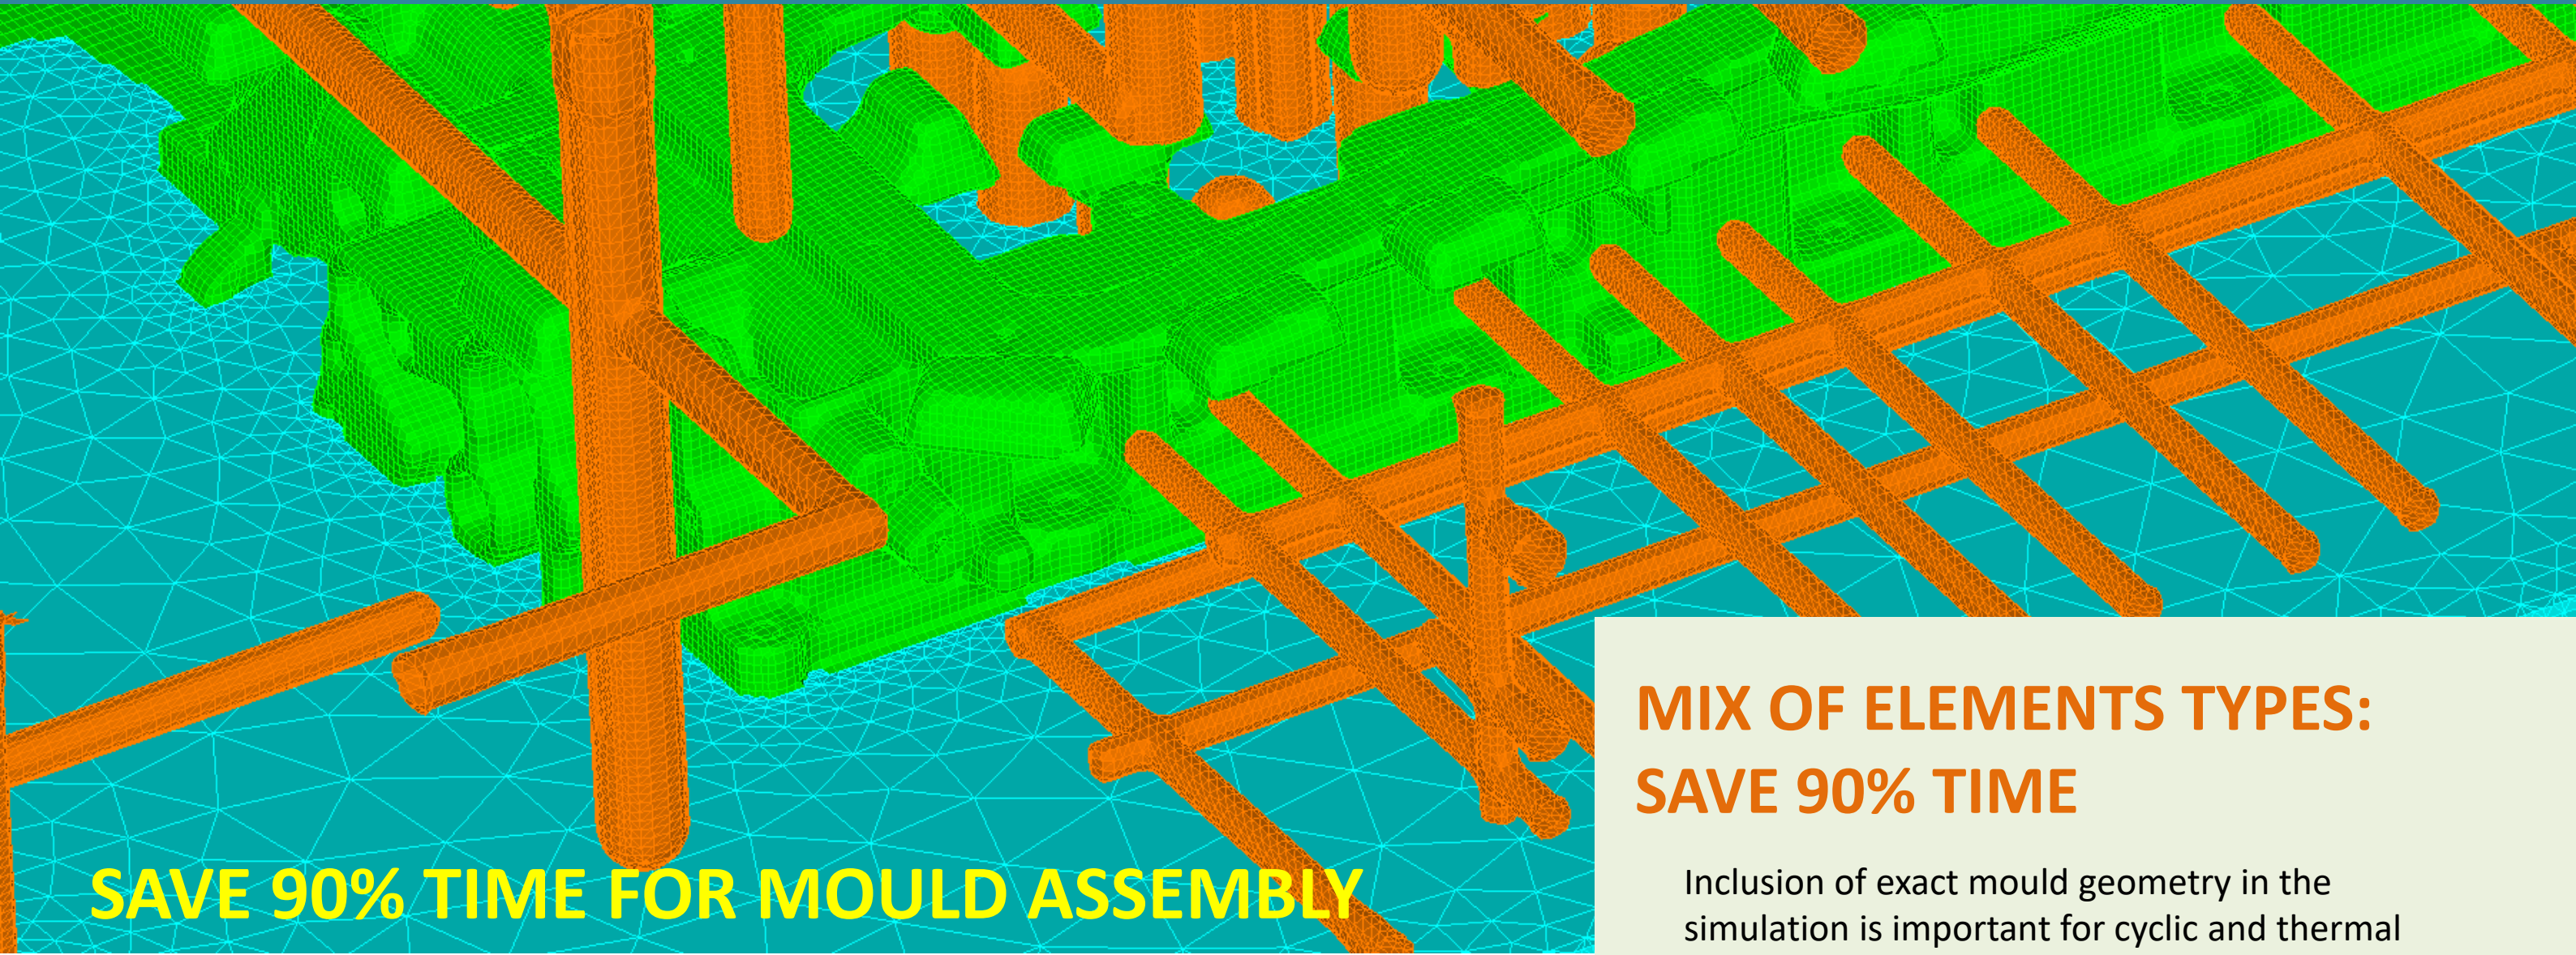 SAVE 90% TIME FOR MOULD ASSEMBLY
MIX OF ELEMENTS TYPES:
SAVE 90% TIME
Inclusion of exact mould geometry in the
simulation is important for cyclic and thermal